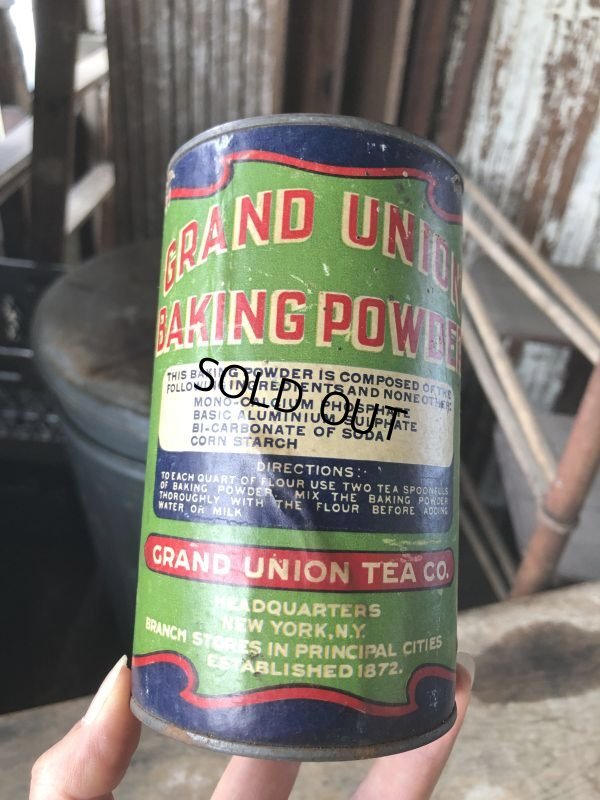 GRAND UNION
BAKING POWDER
THIS BAKING POWDER IS COMPOSED OF THE
FOLLOWING INGREDIENTS AND NONE OTHER:
MONO-CALCIUM PHOSPHATE
BASIC ALUMINIUM SULPHATE
BI-CARBONATE OF SODA
CORN STARCH
SOLD OUT
DIRECTIONS:
TO EACH QUART OF FLOUR USE TWO TEA SPOONFULS
OF BAKING POWDER. MIX THE BAKING POWDER
THOROUGHLY WITH THE FLOUR BEFORE ADDING
WATER OR MILK
GRAND UNION TEA CO.
HEADQUARTERS
NEW YORK, N.Y.
BRANCH STORES IN PRINCIPAL CITIES
ESTABLISHED 1872.